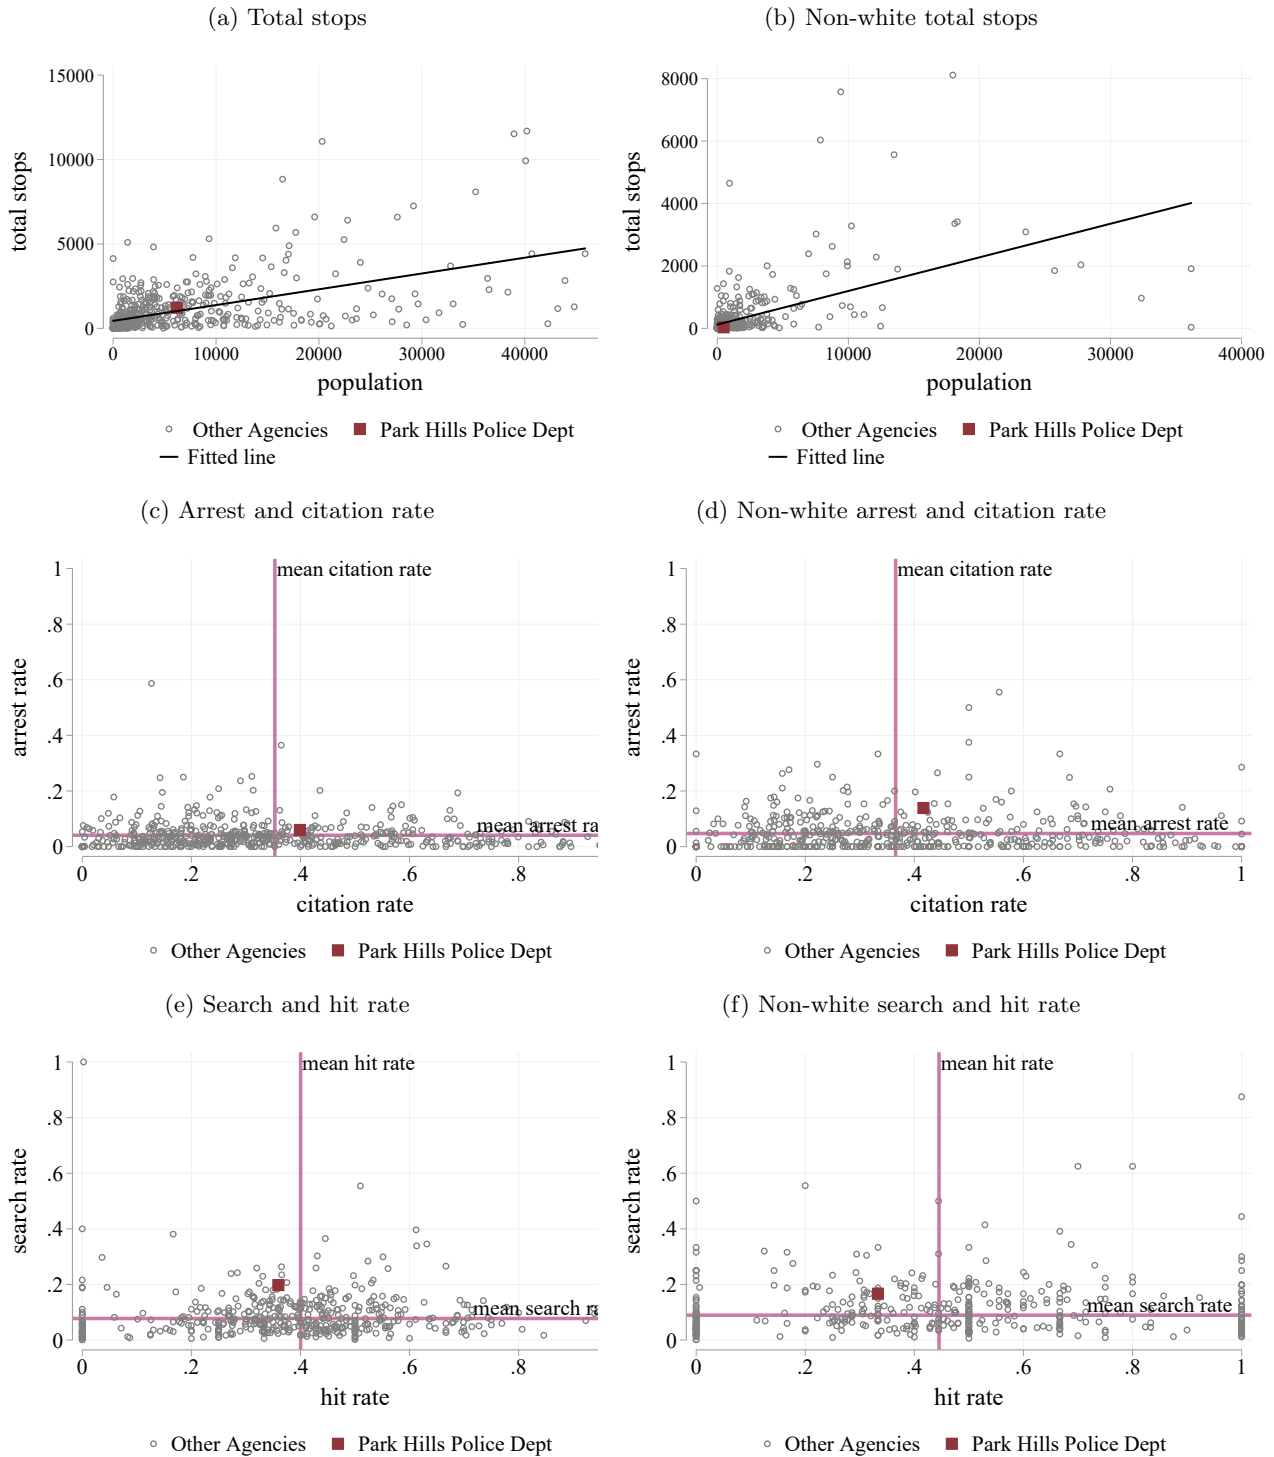 (a) Total stops
(b) Non-white total stops
total stops
15000
10000
5000
0
0 10000 20000 30000 40000
population
Other Agencies Park Hills Police Dept
Fitted line
total stops
8000
6000
4000
2000
0
0 10000 20000 30000 40000
population
Other Agencies Park Hills Police Dept
Fitted line
(c) Arrest and citation rate
(d) Non-white arrest and citation rate
arrest rate
1
.8
.6
.4
.2
0
mean citation rate
mean arrest ra
0 .2 .4 .6 .8
citation rate
Other Agencies Park Hills Police Dept
arrest rate
1
.8
.6
.4
.2
0
mean citation rate
mean arrest rate
0 .2 .4 .6 .8 1
citation rate
Other Agencies Park Hills Police Dept
(e) Search and hit rate
(f) Non-white search and hit rate
search rate
1
.8
.6
.4
.2
0
mean hit rate
mean search ra
0 .2 .4 .6 .8
hit rate
Other Agencies Park Hills Police Dept
search rate
1
.8
.6
.4
.2
0
mean hit rate
mean search rate
0 .2 .4 .6 .8 1
hit rate
Other Agencies Park Hills Police Dept